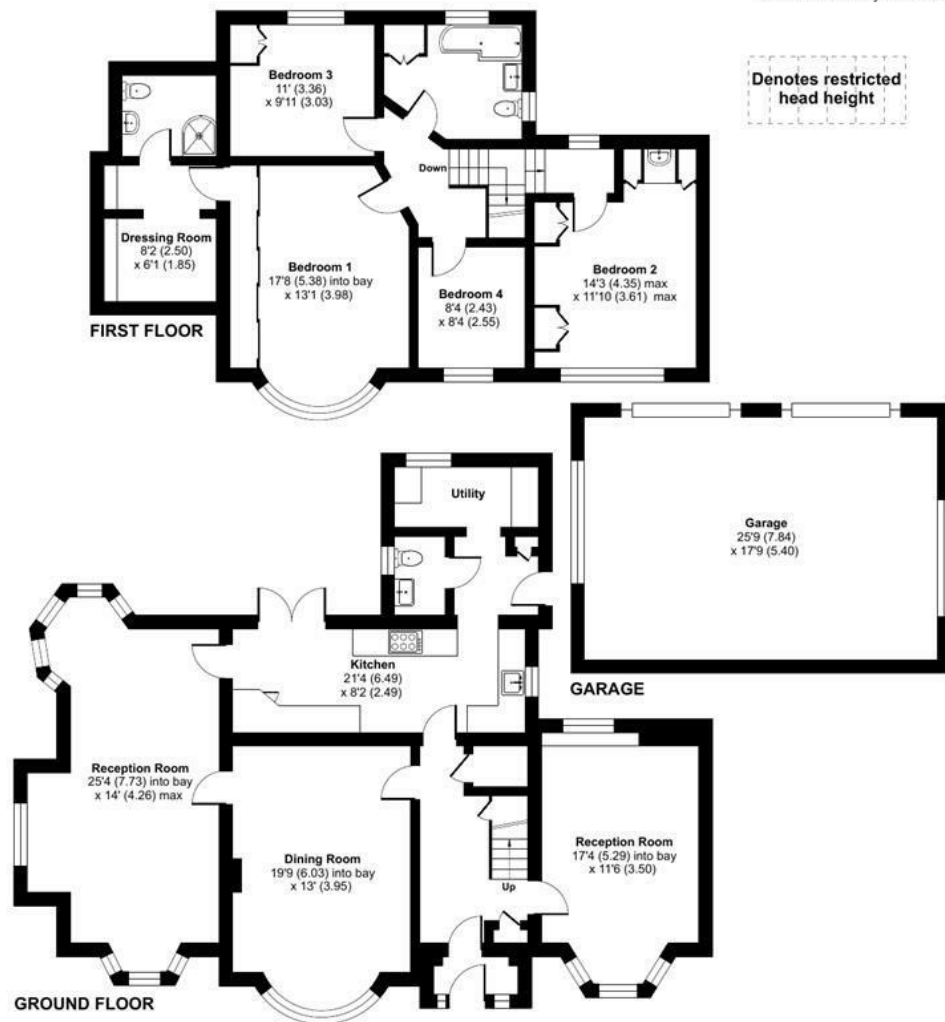 Denotes restricted
head height
Bedroom 3
11' (3.36)
x 9'11 (3.03)
Down
Dressing Room
8'2 (2.50)
x 6'1 (1.85)
Bedroom 1
17'8 (5.38) into bay
x 13'1 (3.98)
Bedroom 4
8'4 (2.43)
x 8'4 (2.55)
Bedroom 2
14'3 (4.35) max
x 11'10 (3.61) max
FIRST FLOOR
Utility
Garage
25'9 (7.84)
x 17'9 (5.40)
Kitchen
21'4 (6.49)
x 8'2 (2.49)
GARAGE
Reception Room
25'4 (7.73) into bay
x 14' (4.26) max
Dining Room
19'9 (6.03) into bay
x 13' (3.95)
Up
Reception Room
17'4 (5.29) into bay
x 11'6 (3.50)
GROUND FLOOR